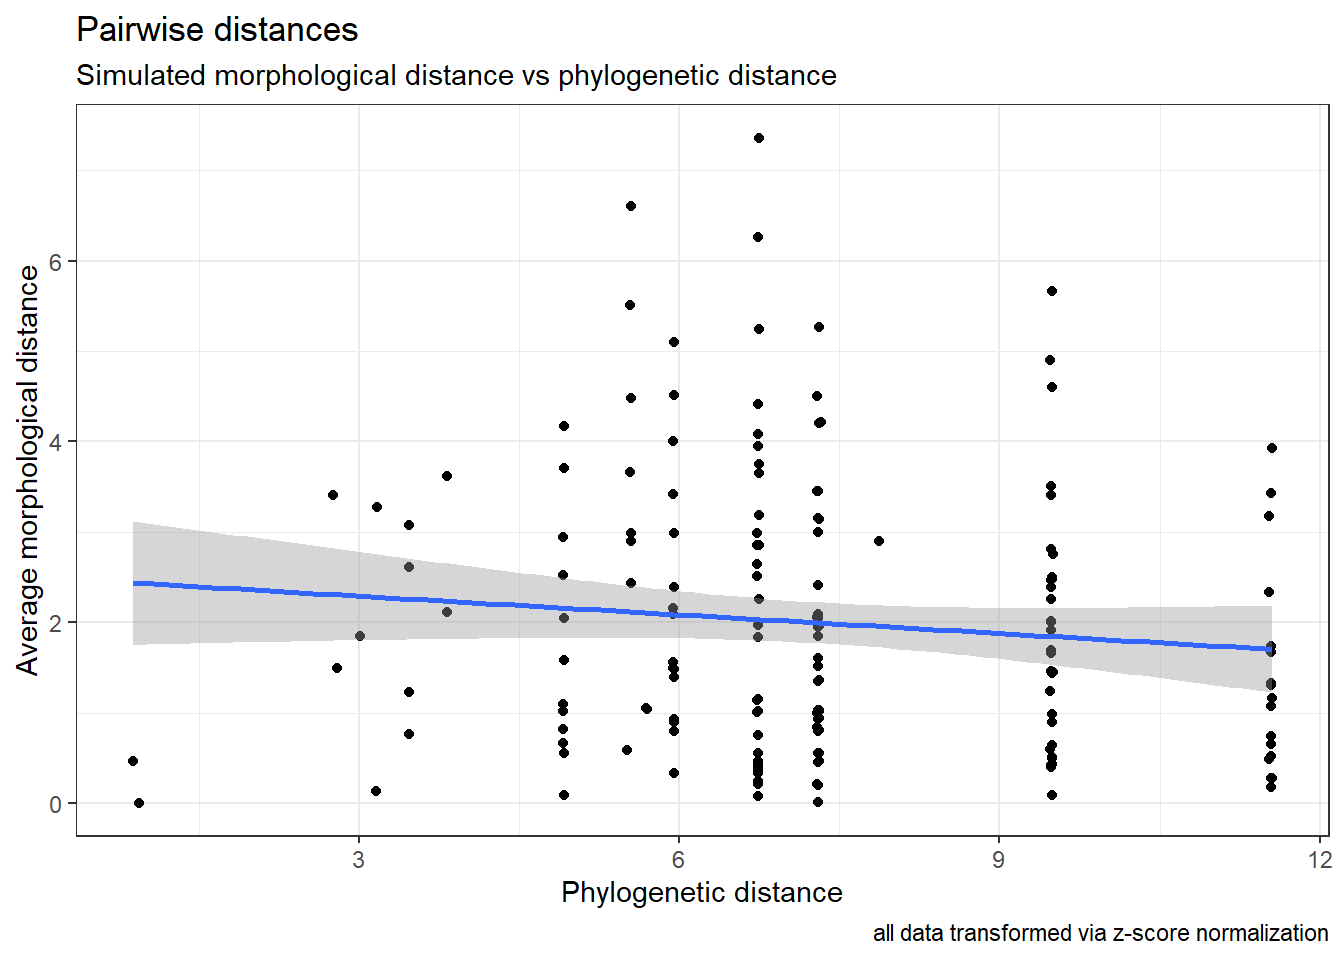 Pairwise distances
Simulated morphological distance vs phylogenetic distance
Average morphological distance
6
4
2
0
3 6 9 12
Phylogenetic distance
all data transformed via z-score normalization